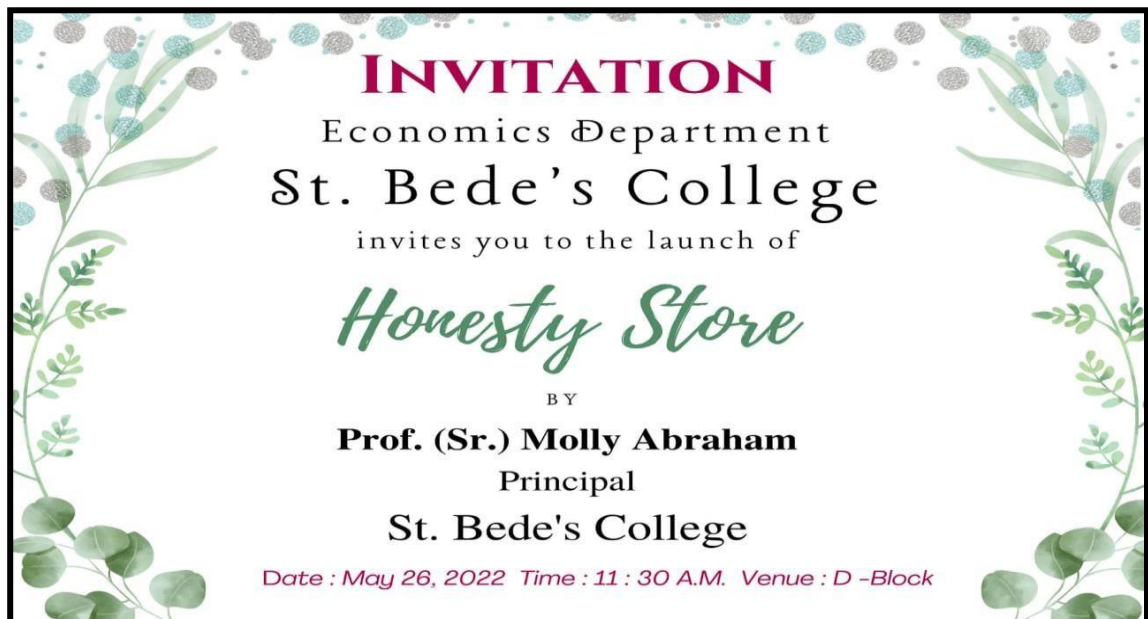 INVITATION
Economics Department
St. Bede's College
invites you to the launch of
Honesty Store
BY
Prof. (Sr.) Molly Abraham
Principal
St. Bede's College
Date : May 26, 2022 Time : 11 : 30 A.M. Venue : D -Block